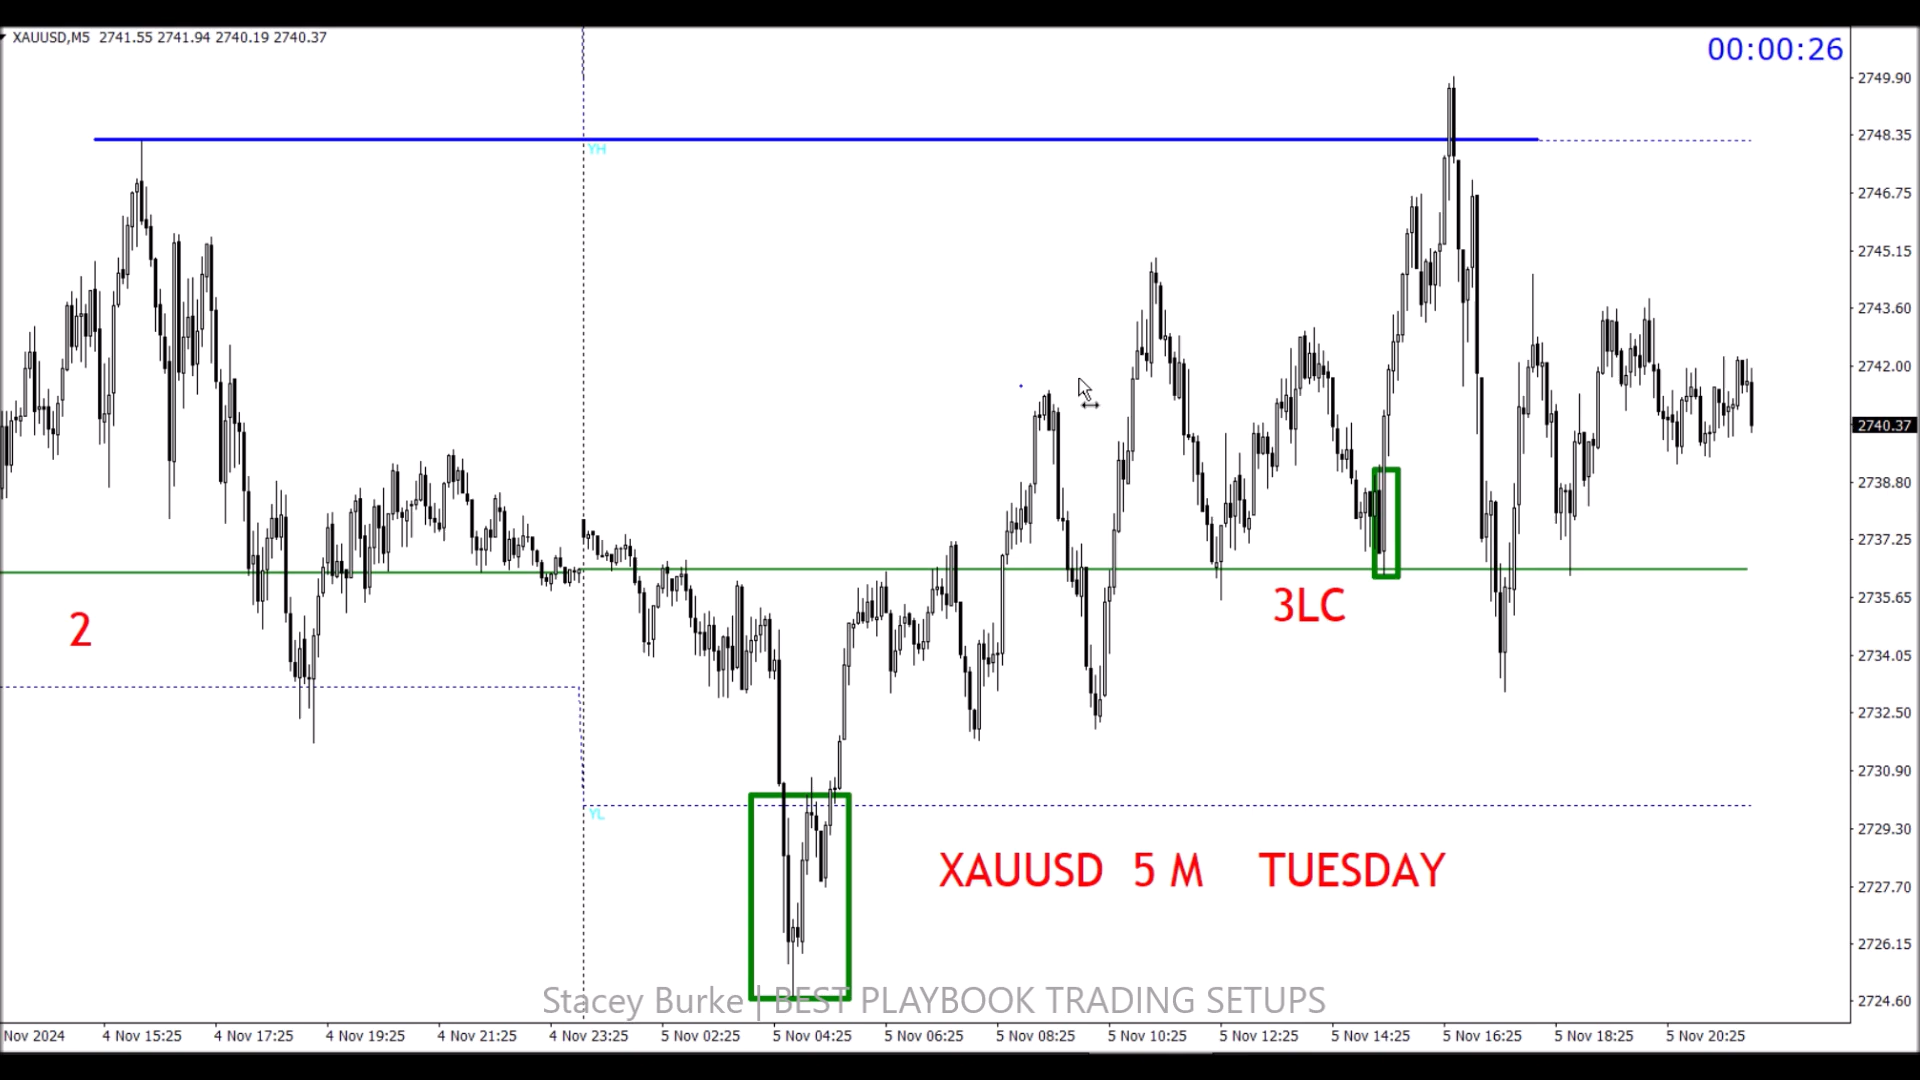 XAUUSD,M5 2741.55 2741.94 2740.19 2740.37
00:00:26
2749.90
YH
2748.35
2746.75
2745.15
2743.60
2742.00
2740.37
2738.80
2737.25
2
3LC
2735.65
2734.05
2732.50
2730.90
YL
2729.30
XAUUSD 5 M TUESDAY
2727.70
2726.15
Stacey Burke | BEST PLAYBOOK TRADING SETUPS
2724.60
Nov 2024 4 Nov 15:25 4 Nov 17:25 4 Nov 19:25 4 Nov 21:25 4 Nov 23:25 5 Nov 02:25 5 Nov 04:25 5 Nov 06:25 5 Nov 08:25 5 Nov 10:25 5 Nov 12:25 5 Nov 14:25 5 Nov 16:25 5 Nov 18:25 5 Nov 20:25